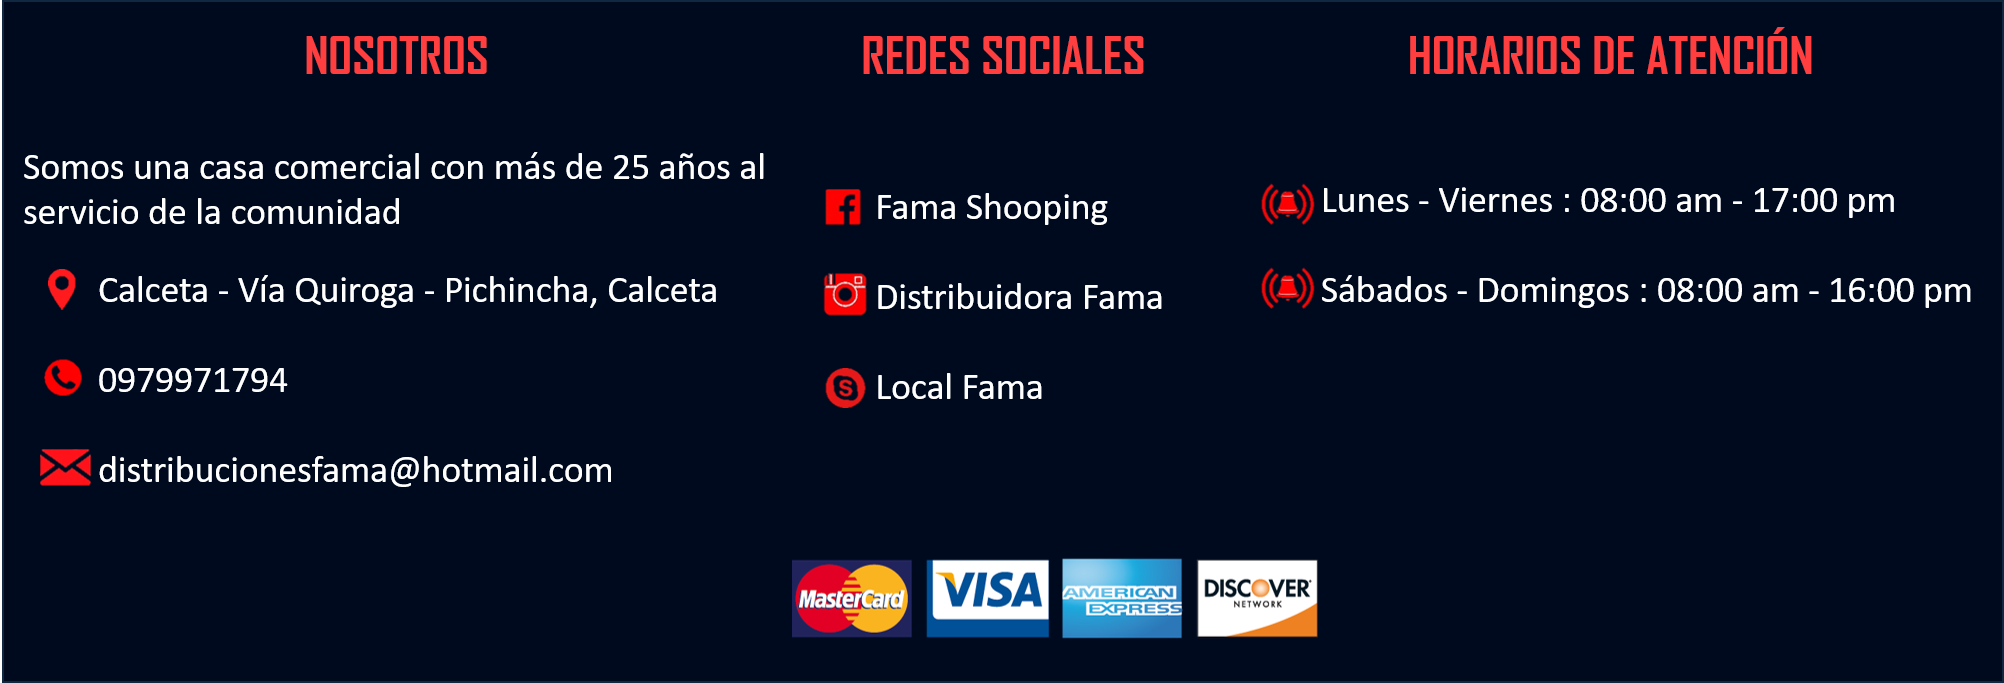 NOSOTROS
Somos una casa comercial con más de 25 años al
servicio de la comunidad
Calceta - Vía Quiroga - Pichincha, Calceta
0979971794
distribucionesfama@hotmail.com
REDES SOCIALES
Fama Shooping
Distribuidora Fama
Local Fama
HORARIOS DE ATENCIÓN
Lunes - Viernes : 08:00 am - 17:00 pm
Sábados - Domingos : 08:00 am - 16:00 pm
MasterCard
VISA
AMERICAN
EXPRESS
DISCOVER
NETWORK